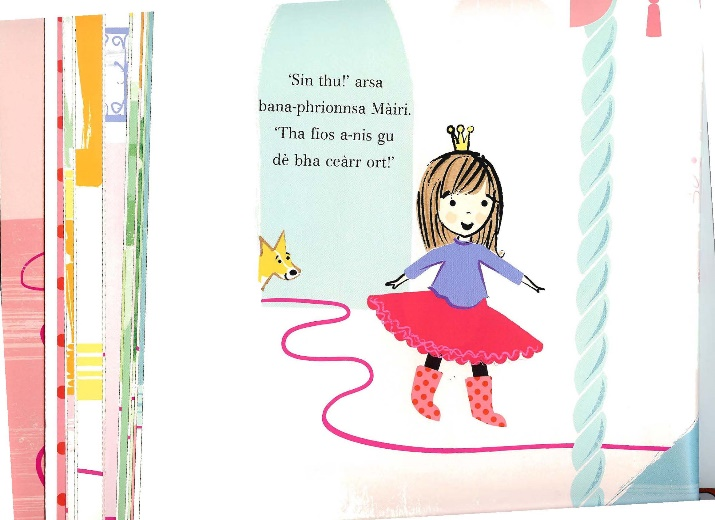 ‘Sin thu!’ arsa
bana-phrionnsa Màiri.
‘Tha fios a-nis gu
dè bha ceàrr ort!’